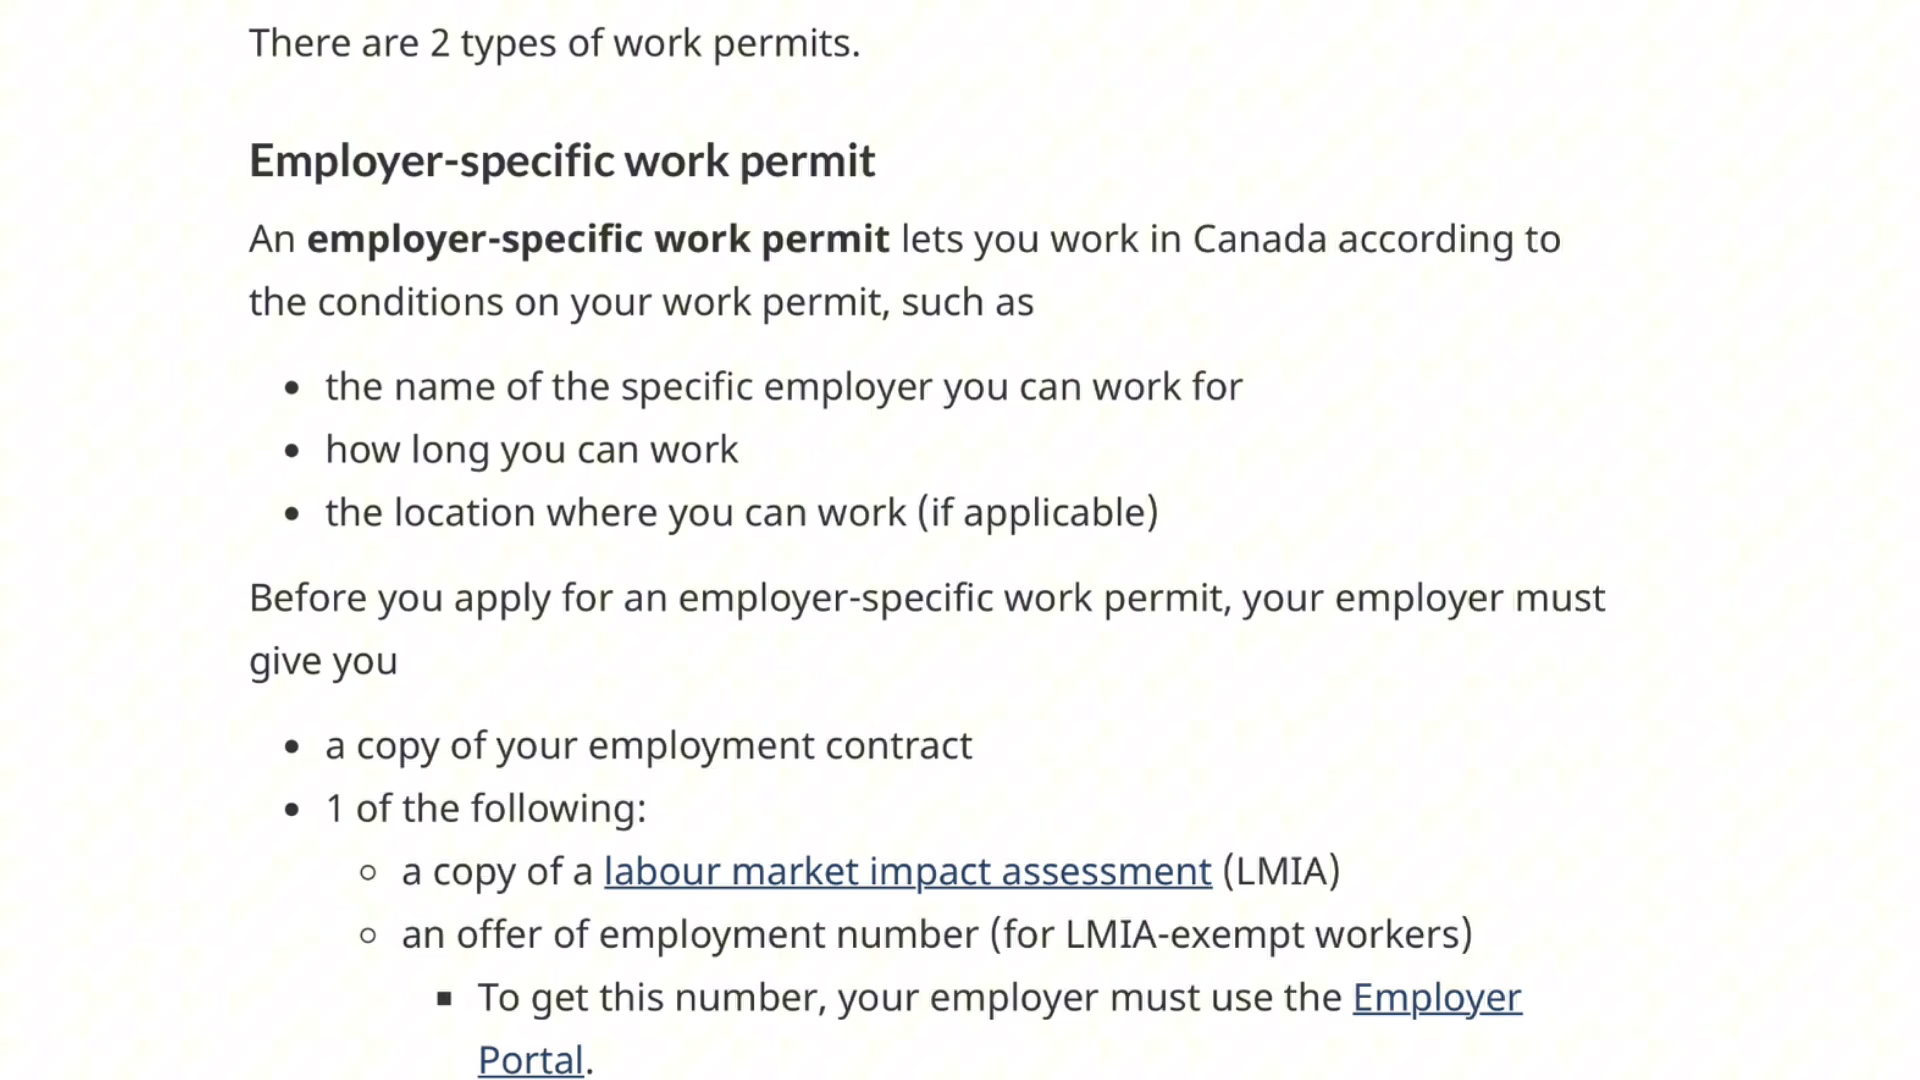 There are 2 types of work permits.
Employer-specific work permit
An employer-specific work permit lets you work in Canada according to
the conditions on your work permit, such as
the name of the specific employer you can work for
how long you can work
the location where you can work (if applicable)
Before you apply for an employer-specific work permit, your employer must
give you
a copy of your employment contract
1 of the following:
a copy of a labour market impact assessment (LMIA)
an offer of employment number (for LMIA-exempt workers)
To get this number, your employer must use the Employer
Portal.